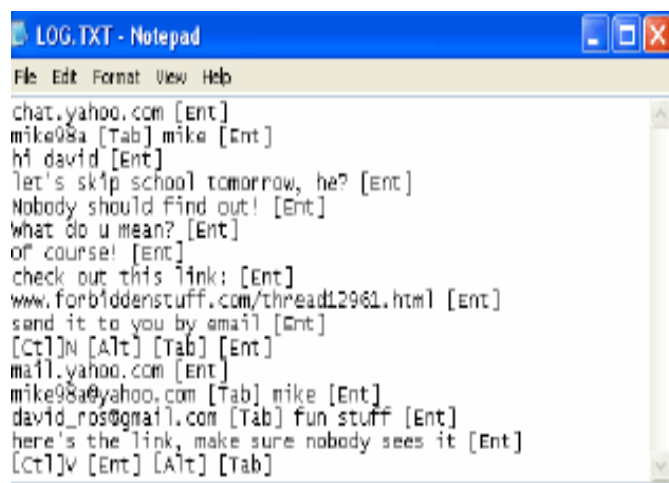 LOG.TXT - Notepad
File Edit Format View Help
chat.yahoo.com [Ent]
mike98a [Tab] mike [Ent]
hi david [Ent]
let's skip school tomorrow, he? [Ent]
Nobody should find out! [Ent]
what do u mean? [Ent]
of course! [Ent]
check out this link: [Ent]
www.forbiddenstuff.com/thread12961.html [Ent]
send it to you by email [Ent]
[Ctl]N [Alt] [Tab] [Ent]
mail.yahoo.com [Ent]
mike98a@yahoo.com [Tab] mike [Ent]
david_ros@gmail.com [Tab] fun stuff [Ent]
here's the link, make sure nobody sees it [Ent]
[Ctl]V [Ent] [Alt] [Tab]